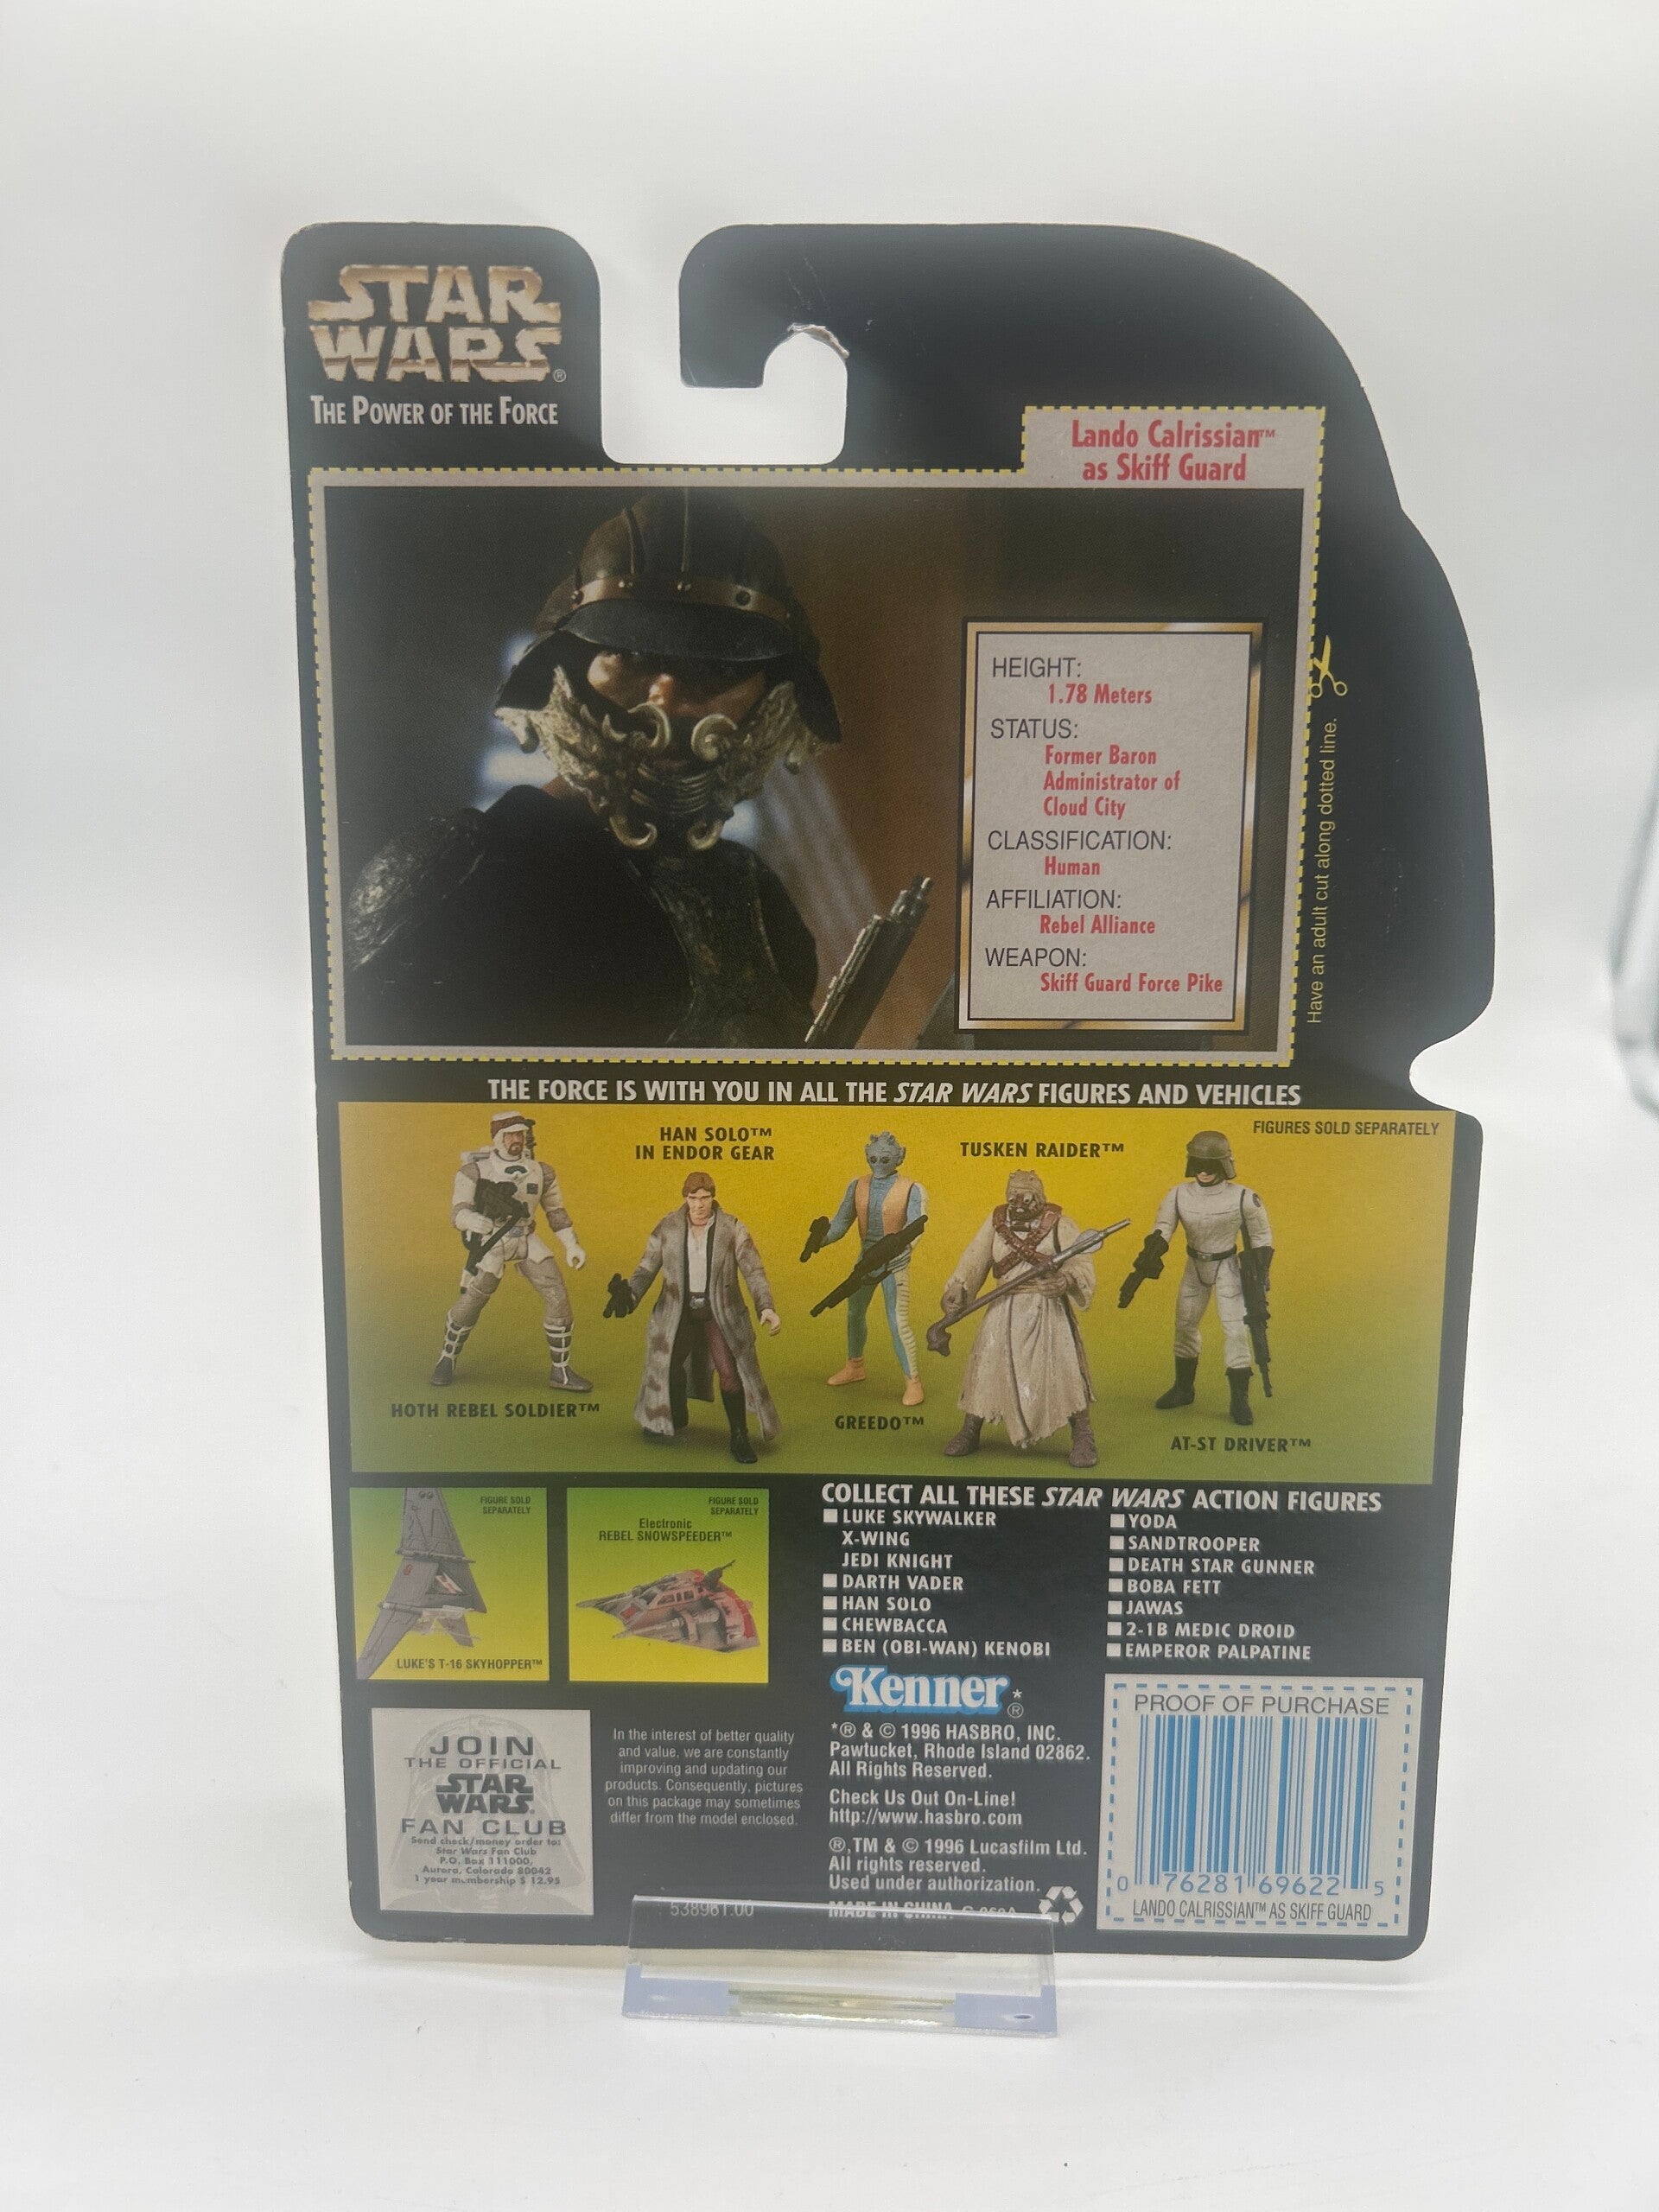 STAR
WARS®
THE POWER OF THE FORCE
Lando Calrissian™
as Skiff Guard
HEIGHT:
1.78 Meters
STATUS:
Former Baron
Administrator of
Cloud City
CLASSIFICATION:
Human
AFFILIATION:
Rebel Alliance
WEAPON:
Skiff Guard Force Pike
Have an adult cut along dotted line.
THE FORCE IS WITH YOU IN ALL THE STAR WARS FIGURES AND VEHICLES
FIGURES SOLD SEPARATELY
HAN SOLO™
IN ENDOR GEAR
TUSKEN RAIDER™
HOTH REBEL SOLDIER™
GREEDO™
AT-ST DRIVER™
FIGURE SOLD
SEPARATELY
LUKE'S T-16 SKYHOPPER™
FIGURE SOLD
SEPARATELY
Electronic
REBEL SNOWSPEEDER™
COLLECT ALL THESE STAR WARS ACTION FIGURES
LUKE SKYWALKER
X-WING
JEDI KNIGHT
DARTH VADER
HAN SOLO
CHEWBACCA
BEN (OBI-WAN) KENOBI
YODA
SANDTROOPER
DEATH STAR GUNNER
BOBA FETT
JAWAS
2-1B MEDIC DROID
EMPEROR PALPATINE
JOIN
THE OFFICIAL
STAR
WARS®
FAN CLUB
Send check/money order to:
Star Wars Fan Club
P.O. Box 111000,
Aurora, Colorado 80042
1 year membership $ 12.95
In the interest of better quality
and value, we are constantly
improving and updating our
products. Consequently, pictures
on this package may sometimes
differ from the model enclosed.
538961.00
Kenner*®
*® & © 1996 HASBRO, INC.
Pawtucket, Rhode Island 02862.
All Rights Reserved.
Check Us Out On-Line!
http://www.hasbro.com
®,TM & © 1996 Lucasfilm Ltd.
All rights reserved.
Used under authorization.
MADE IN CHINA
PROOF OF PURCHASE
0 76281 69622 5
LANDO CALRISSIAN™ AS SKIFF GUARD